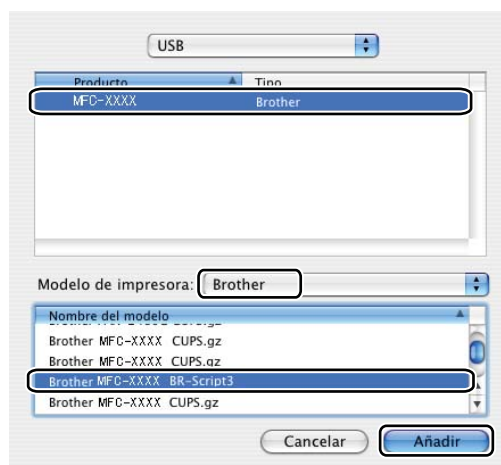 USB
Producto Tipo
MFC-XXXX Brother
Modelo de impresora: Brother
Nombre del modelo
Brother MFC-XXXX CUPS.gz
Brother MFC-XXXX CUPS.gz
Brother MFC-XXXX BR-Script3
Brother MFC-XXXX CUPS.gz
Cancelar Añadir